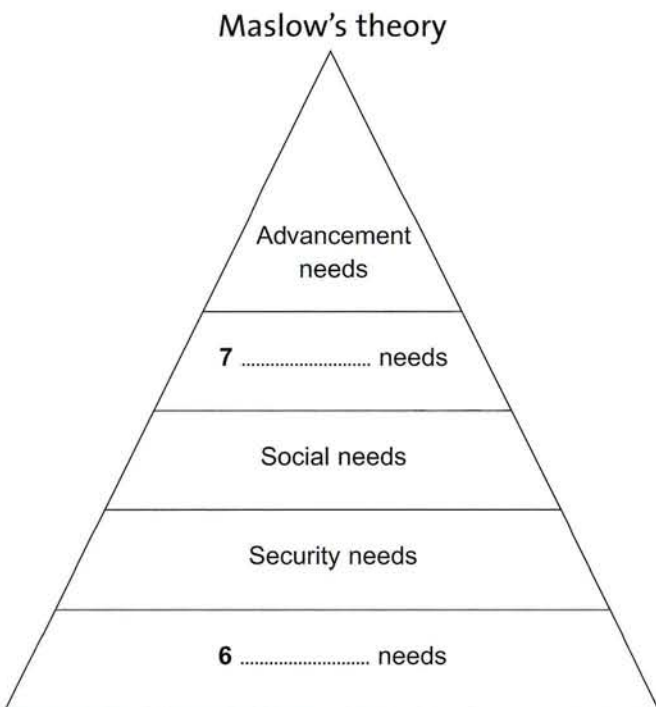 Maslow's theory
Advancement
needs
7 .......................... needs
Social needs
Security needs
6 .......................... needs